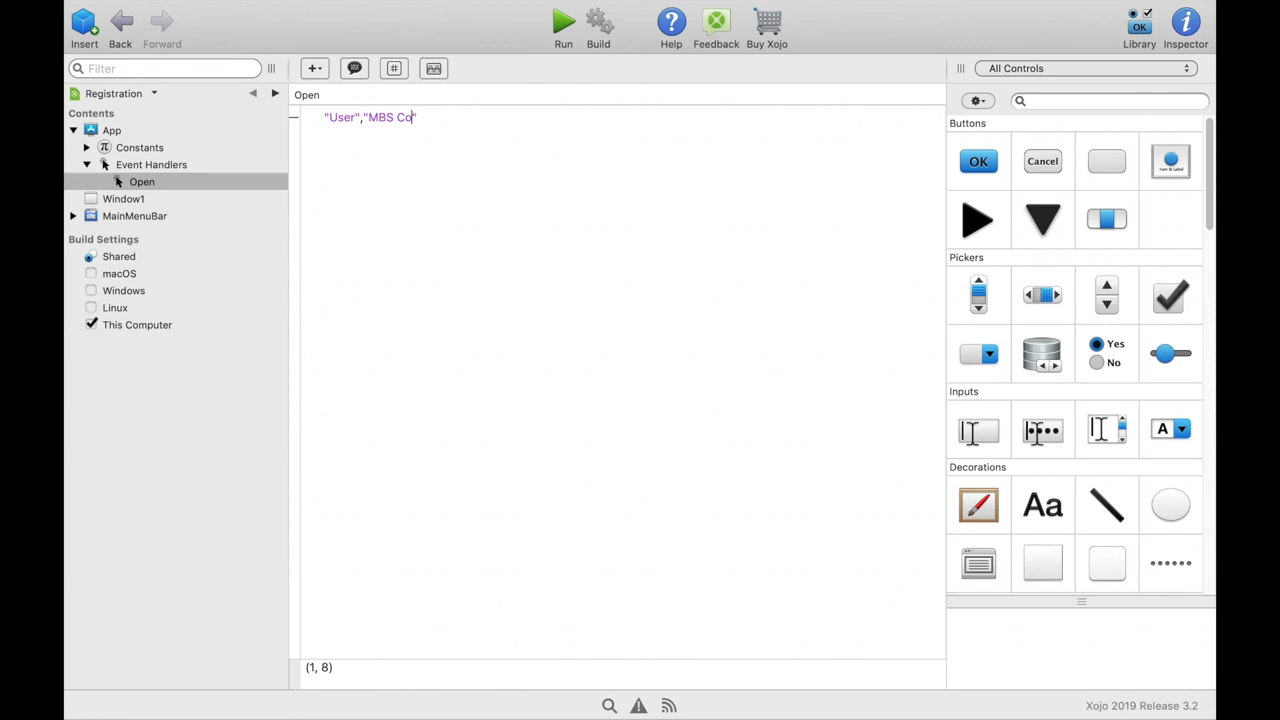 Insert
Back
Forward
Run
Build
Help
Feedback
Buy Xojo
Library
Inspector
Filter
All Controls
Registration
Open
Contents
App
Constants
Event Handlers
Open
Window1
MainMenuBar
Build Settings
Shared
macOS
Windows
Linux
This Computer
"User","MBS Co"
(1, 8)
Buttons
OK
Cancel
Icon & Label
Pickers
Yes
No
Inputs
A
Decorations
Aa
Xojo 2019 Release 3.2